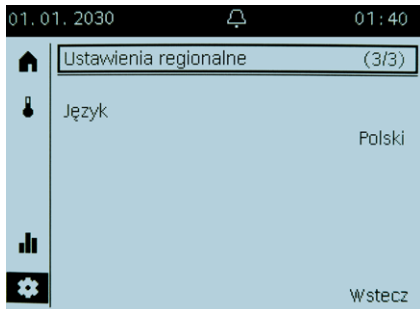 01.01.2030 01:40
Ustawienia regionalne (3/3)
Język
Polski
Wstecz